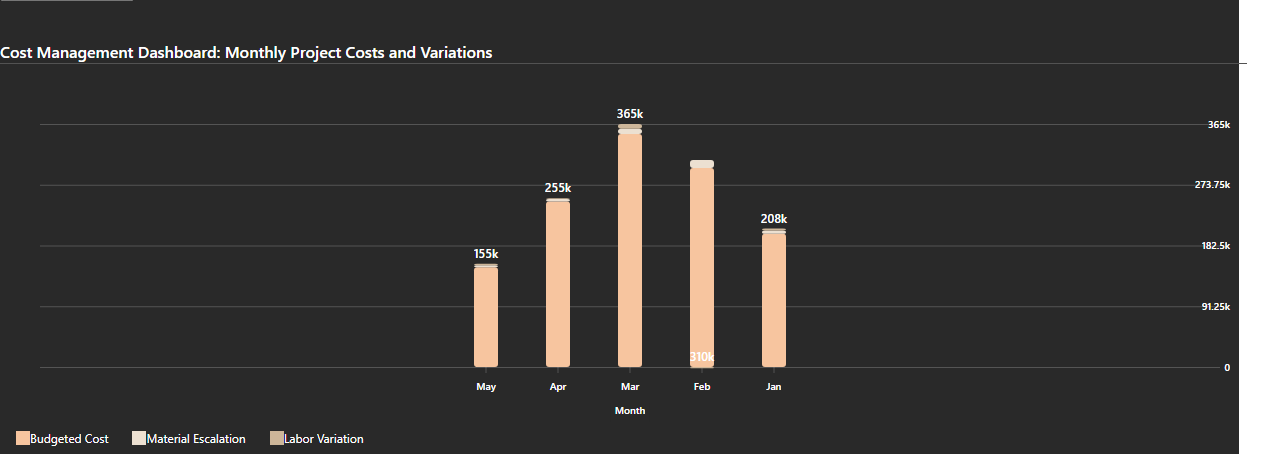 Cost Management Dashboard: Monthly Project Costs and Variations
365k
365k
255k
273.75k
208k
182.5k
155k
91.25k
310k
0
May Apr Mar Feb Jan
Month
Budgeted Cost Material Escalation Labor Variation